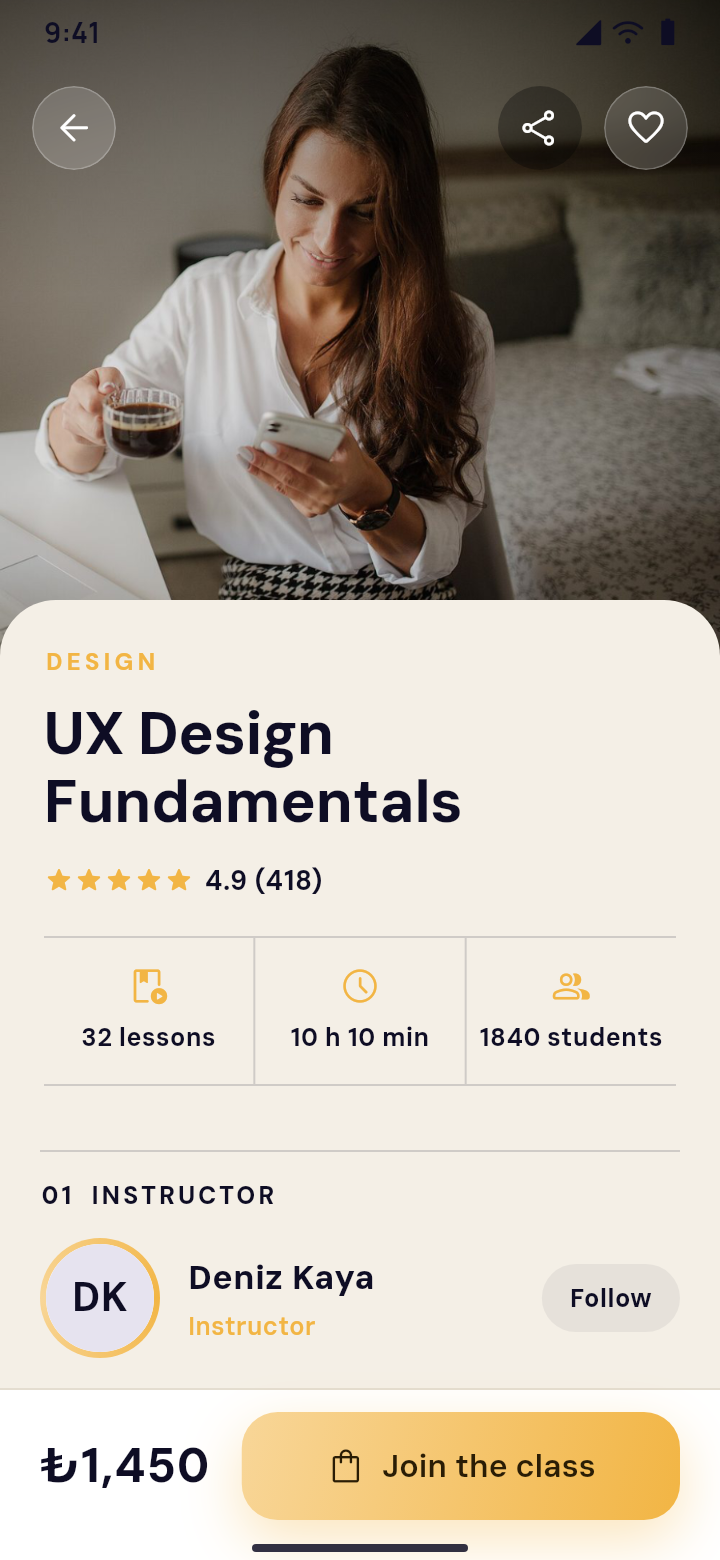 9:41
DESIGN
UX Design
Fundamentals
4.9 (418)
32 lessons
10 h 10 min
1840 students
01 INSTRUCTOR
DK
Deniz Kaya
Instructor
Follow
₺1,450
Join the class